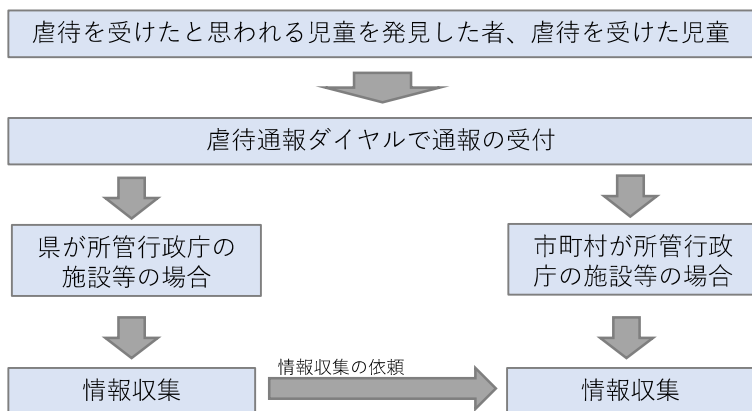 虐待を受けたと思われる児童を発見した者、虐待を受けた児童
虐待通報ダイヤルで通報の受付
県が所管行政庁の
施設等の場合
市町村が所管行政
庁の施設等の場合
情報収集の依頼
情報収集
情報収集